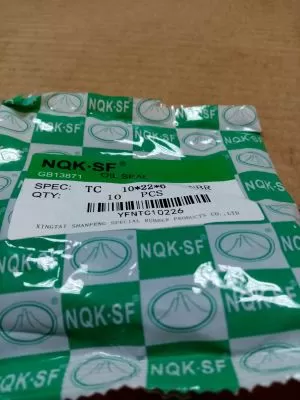 NQK·SF
NQK·SF
NQK·SF
NQK·SF®
OIL SEAL
GB13871
SPEC: TC 10*22*6 NBR
QTY: 10 PCS
YFNTC10226
XINGTAI SHANFENG SPECIAL RUBBER PRODUCTS CO.,LTD
NQK·SF
NQK·SF
NQK·SF
NQK·SF